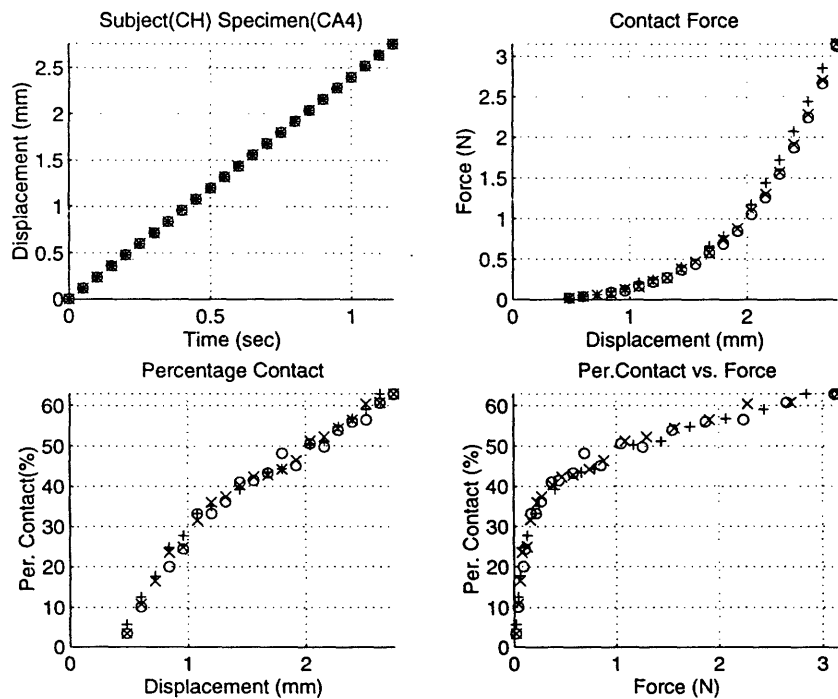 Subject(CH) Specimen(CA4)
Displacement (mm)
2.5
2
1.5
1
0.5
0
0 0.5 1
Time (sec)
Contact Force
Force (N)
3
2.5
2
1.5
1
0.5
0
0 1 2
Displacement (mm)
Percentage Contact
Per. Contact(%)
60
50
40
30
20
10
0
0 1 2
Displacement (mm)
Per.Contact vs. Force
Per. Contact (%)
60
50
40
30
20
10
0
0 1 2 3
Force (N)